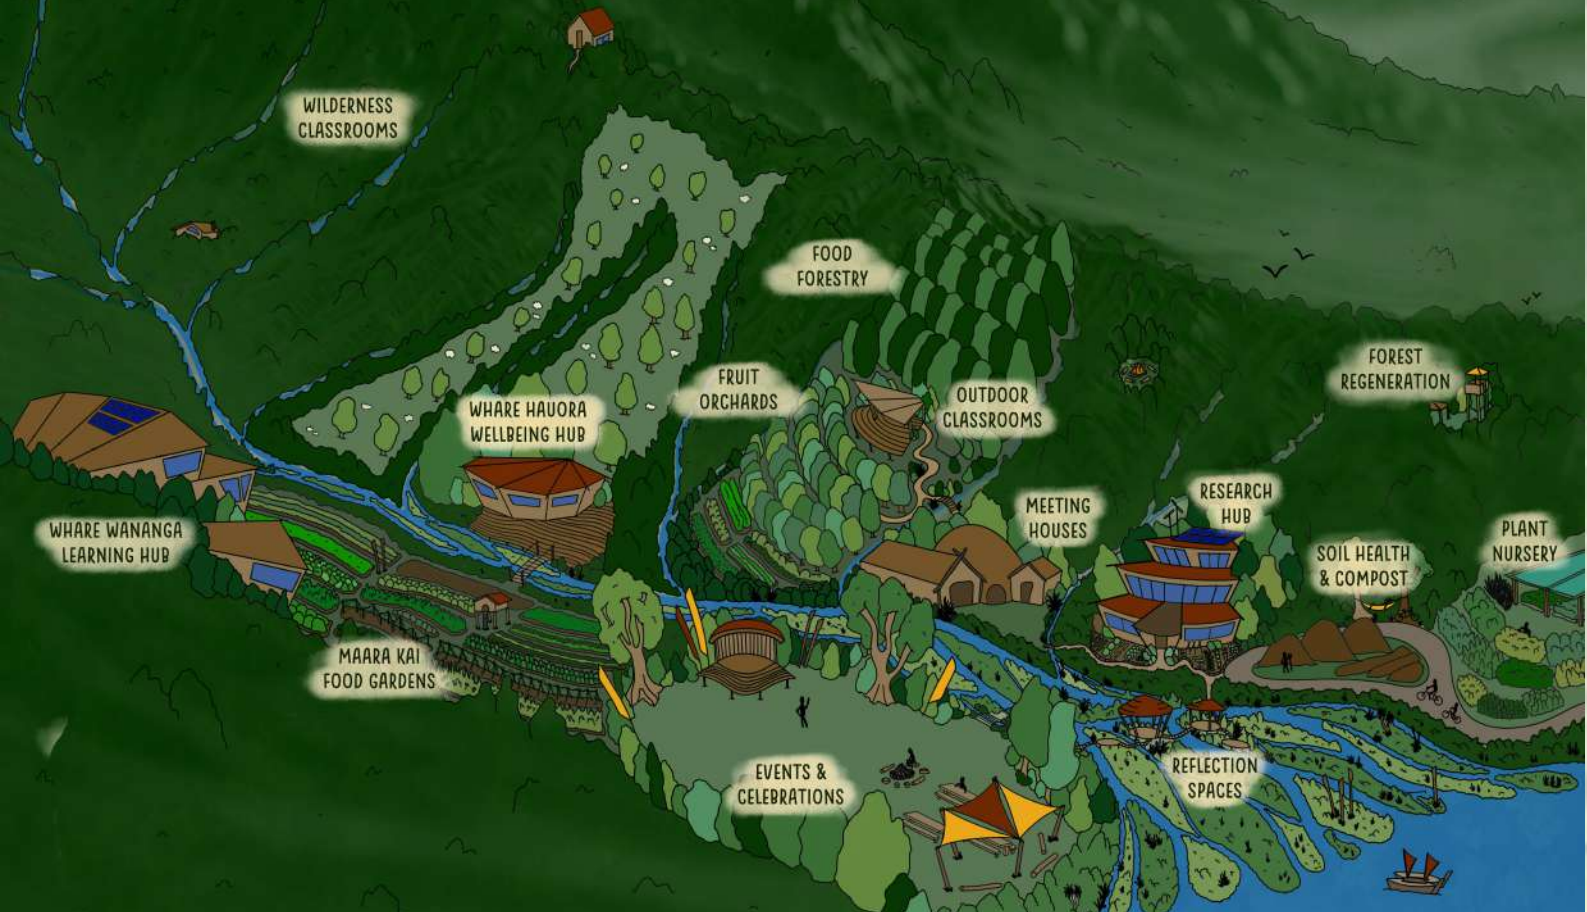 WILDERNESS
CLASSROOMS
FOOD
FORESTRY
FRUIT
ORCHARDS
OUTDOOR
CLASSROOMS
FOREST
REGENERATION
WHARE HAUORA
WELLBEING HUB
MEETING
HOUSES
RESEARCH
HUB
WHARE WANANGA
LEARNING HUB
SOIL HEALTH
& COMPOST
PLANT
NURSERY
MAARA KAI
FOOD GARDENS
EVENTS &
CELEBRATIONS
REFLECTION
SPACES